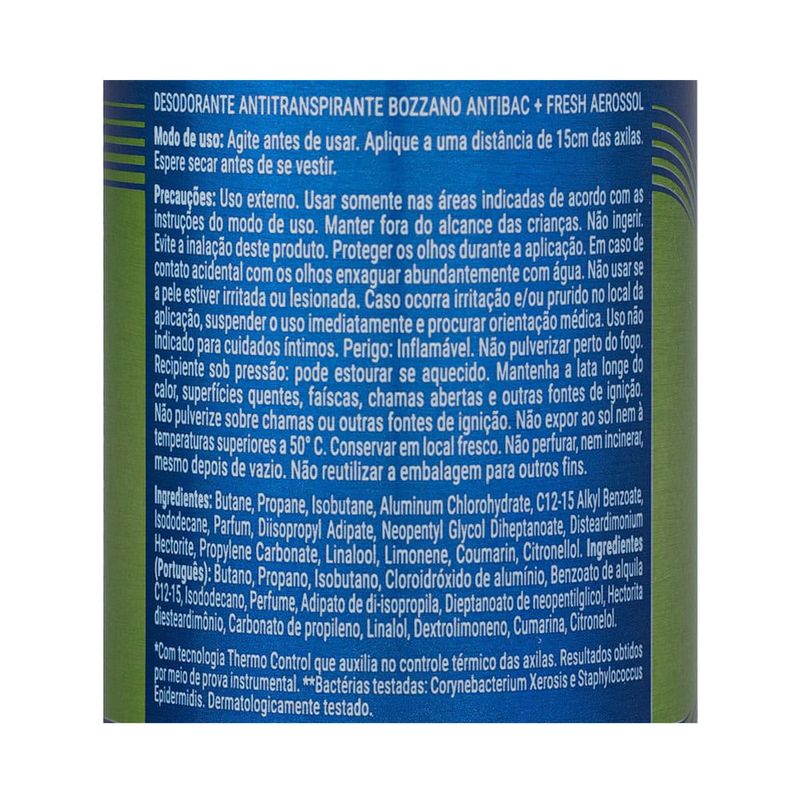 DESODORANTE ANTITRANSPIRANTE BOZZANO ANTIBAC + FRESH AEROSSOL
Modo de uso: Agite antes de usar. Aplique a uma distância de 15cm das axilas.
Espere secar antes de se vestir.
Precauções: Uso externo. Usar somente nas áreas indicadas de acordo com as
instruções do modo de uso. Manter fora do alcance das crianças. Não ingerir.
Evite a inalação deste produto. Proteger os olhos durante a aplicação. Em caso de
contato acidental com os olhos enxaguar abundantemente com água. Não usar se
a pele estiver irritada ou lesionada. Caso ocorra irritação e/ou prurido no local da
aplicação, suspender o uso imediatamente e procurar orientação médica. Uso não
indicado para cuidados íntimos. Perigo: Inflamável. Não pulverizar perto do fogo.
Recipiente sob pressão: pode estourar se aquecido. Mantenha a lata longe do
calor, superfícies quentes, faíscas, chamas abertas e outras fontes de ignição.
Não pulverize sobre chamas ou outras fontes de ignição. Não expor ao sol nem à
temperaturas superiores a 50° C. Conservar em local fresco. Não perfurar, nem incinerar,
mesmo depois de vazio. Não reutilizar a embalagem para outros fins.
Ingredientes: Butane, Propane, Isobutane, Aluminum Chlorohydrate, C12-15 Alkyl Benzoate,
Isododecane, Parfum, Diisopropyl Adipate, Neopentyl Glycol Diheptanoate, Disteardimonium
Hectorite, Propylene Carbonate, Linalool, Limonene, Coumarin, Citronellol. Ingredientes
(Português): Butano, Propano, Isobutano, Cloroidróxido de alumínio, Benzoato de alquila
C12-15, Isododecano, Perfume, Adipato de di-isopropila, Dieptanoato de neopentilglicol, Hectorita
diesteardimônio, Carbonato de propileno, Linalol, Dextrolimoneno, Cumarina, Citronelol.
*Com tecnologia Thermo Control que auxilia no controle térmico das axilas. Resultados obtidos
por meio de prova instrumental. **Bactérias testadas: Corynebacterium Xerosis e Staphylococcus
Epidermidis. Dermatologicamente testado.